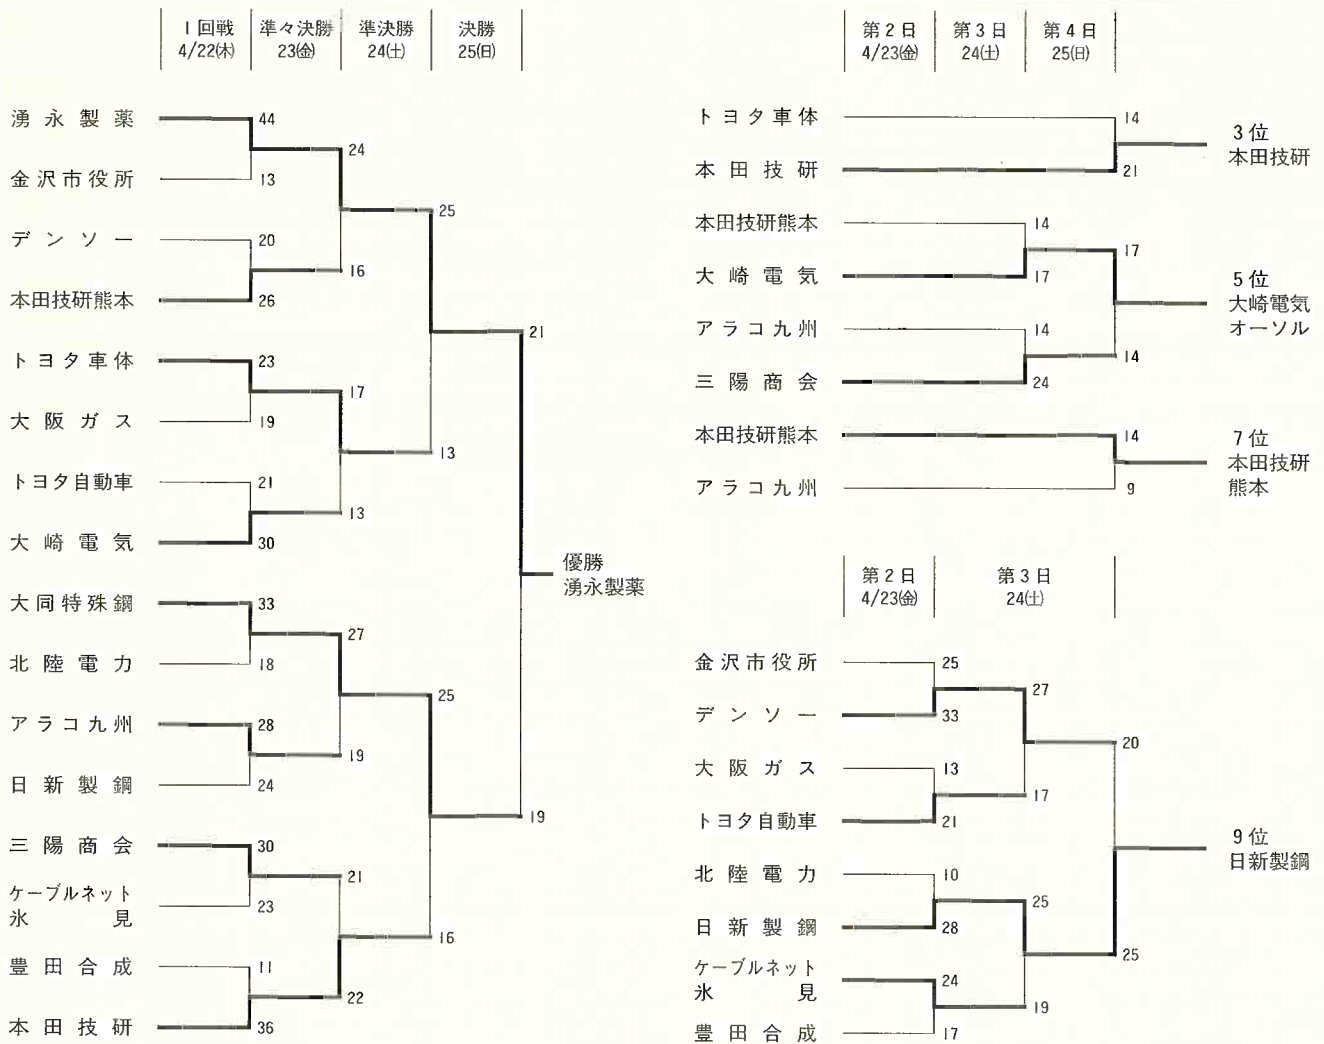 1回戦 準々決勝 準決勝 決勝
4/22㈭ 23㈮ 24㈯ 25㈰
湧永製薬 44
24
金沢市役所 13
25
デンソー 20
16
本田技研熊本 26
21
トヨタ車体 23
17
大阪ガス 19
13
トヨタ自動車 21
13
大崎電気 30
優勝
湧永製薬
大同特殊鋼 33
27
北陸電力 18
25
アラコ九州 28
19
日新製鋼 24
19
三陽商会 30
21
ケーブルネット
氷見 23
16
豊田合成 11
22
本田技研 36
第2日 第3日 第4日
4/23㈮ 24㈯ 25㈰
トヨタ車体 14
3位
本田技研
本田技研 21
本田技研熊本 14
17
大崎電気 17
5位
大崎電気
オーソル
アラコ九州 14
14
三陽商会 24
本田技研熊本 14
7位
本田技研
熊本
アラコ九州 9
第2日 第3日
4/23㈮ 24㈯
金沢市役所 25
27
デンソー 33
20
大阪ガス 13
17
トヨタ自動車 21
9位
日新製鋼
北陸電力 10
25
日新製鋼 28
25
ケーブルネット
氷見 24
19
豊田合成 17